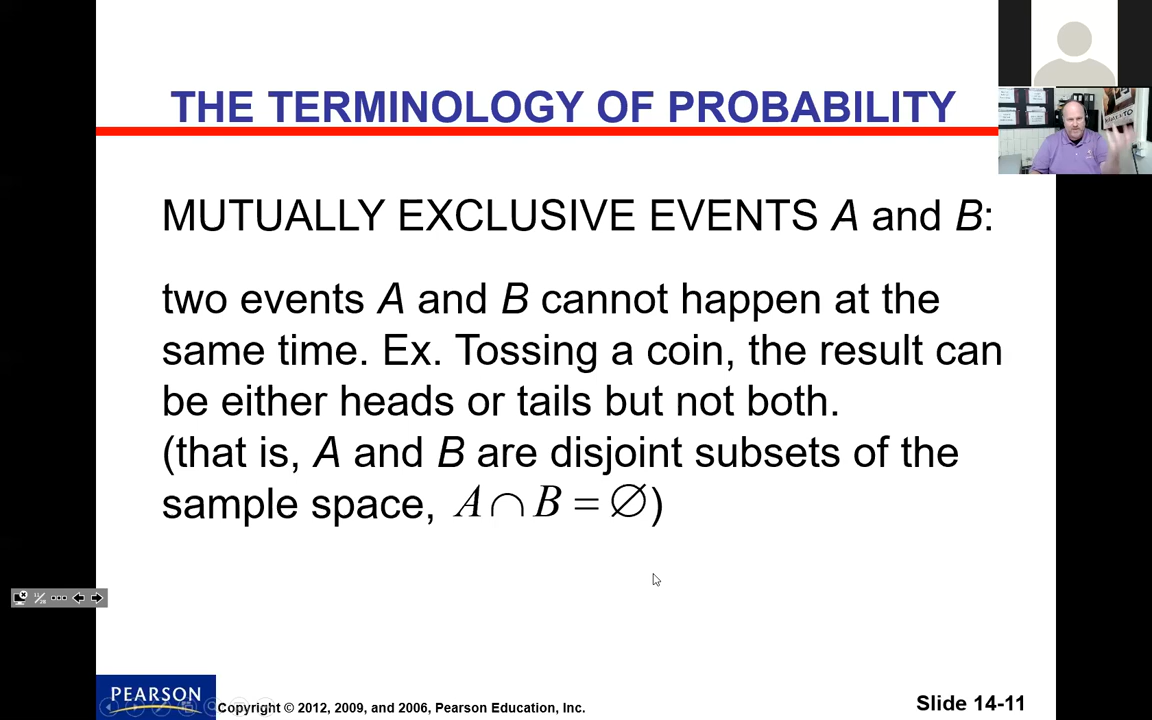 THE TERMINOLOGY OF PROBABILITY
MUTUALLY EXCLUSIVE EVENTS A and B:
two events A and B cannot happen at the
same time. Ex. Tossing a coin, the result can
be either heads or tails but not both.
(that is, A and B are disjoint subsets of the
sample space, A ∩ B = ∅)
PEARSON
Copyright © 2012, 2009, and 2006, Pearson Education, Inc.
Slide 14-11